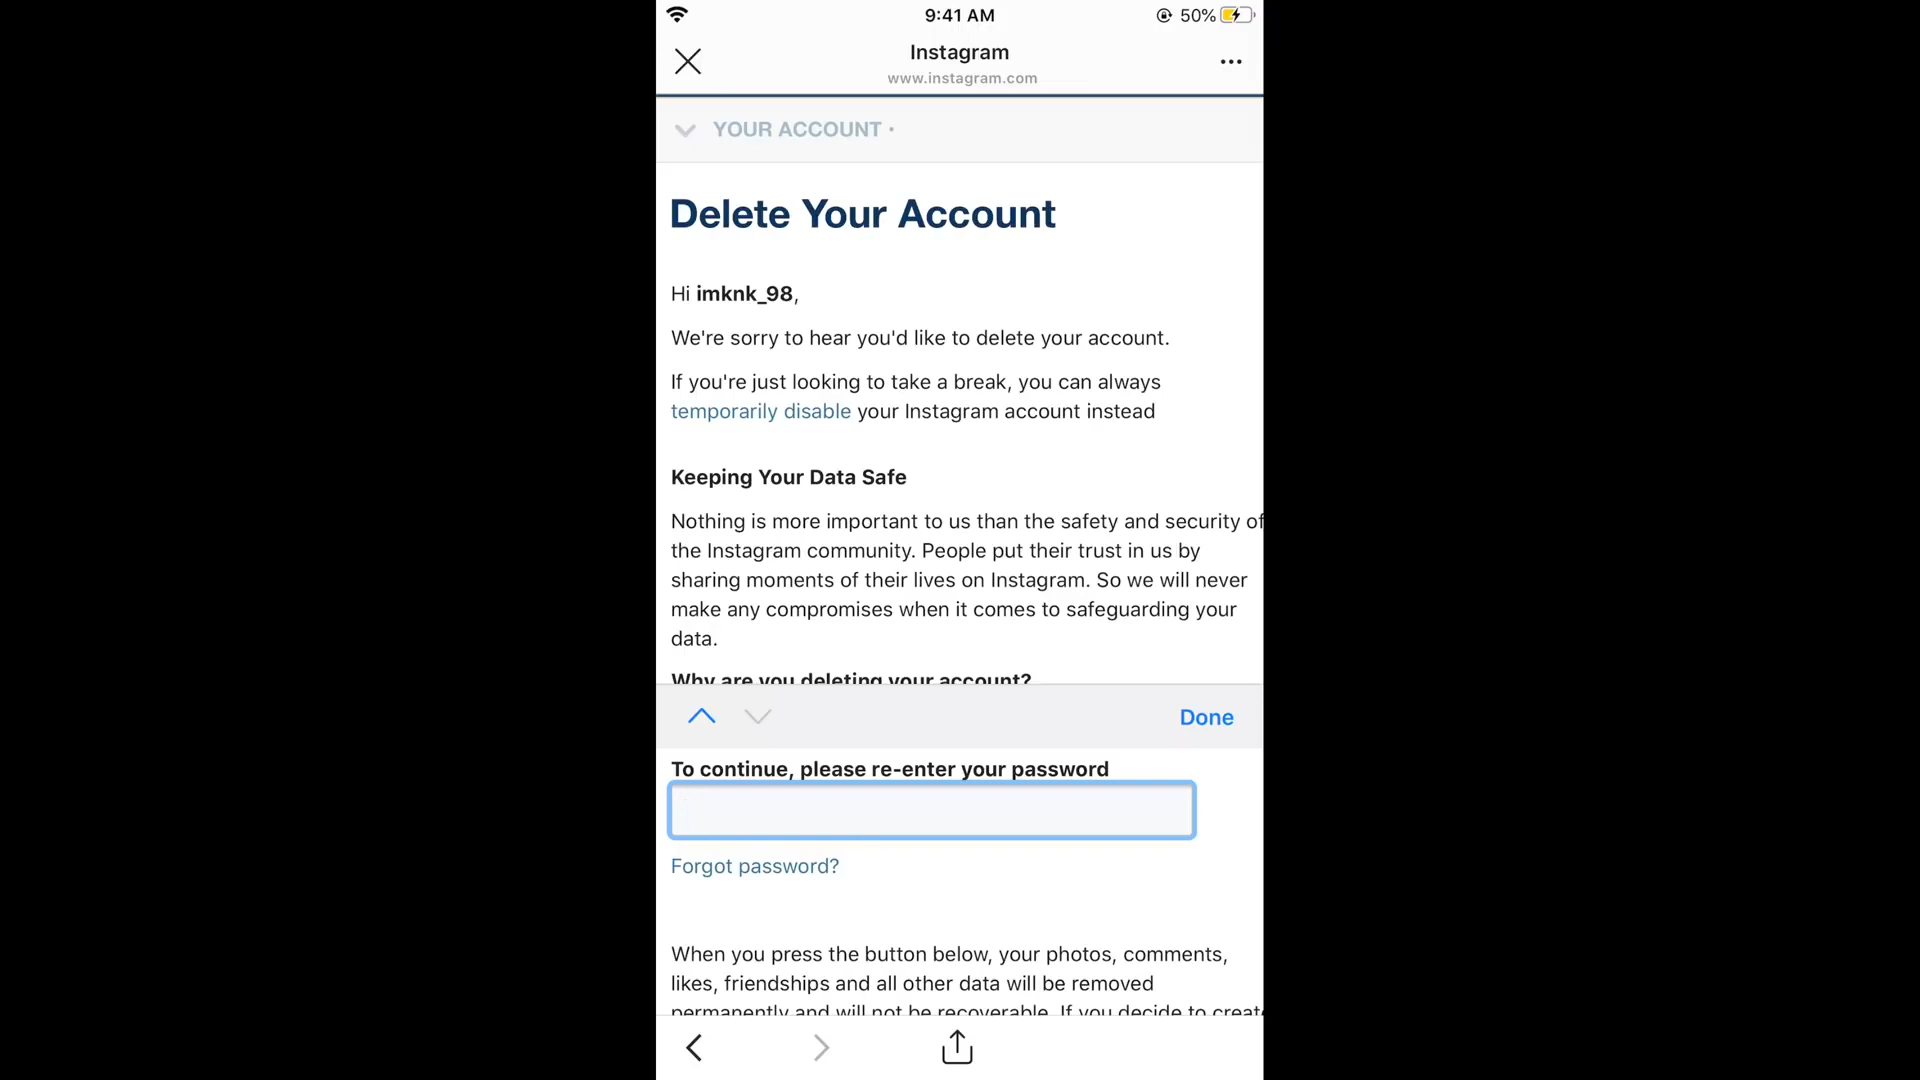 9:41 AM
50%
Instagram
www.instagram.com
YOUR ACCOUNT •
Delete Your Account
Hi imknk_98,
We're sorry to hear you'd like to delete your account.
If you're just looking to take a break, you can always
temporarily disable your Instagram account instead
Keeping Your Data Safe
Nothing is more important to us than the safety and security of
the Instagram community. People put their trust in us by
sharing moments of their lives on Instagram. So we will never
make any compromises when it comes to safeguarding your
data.
Why are you deleting your account?
Done
To continue, please re-enter your password
Forgot password?
When you press the button below, your photos, comments,
likes, friendships and all other data will be removed
permanently and will not be recoverable. If you decide to create